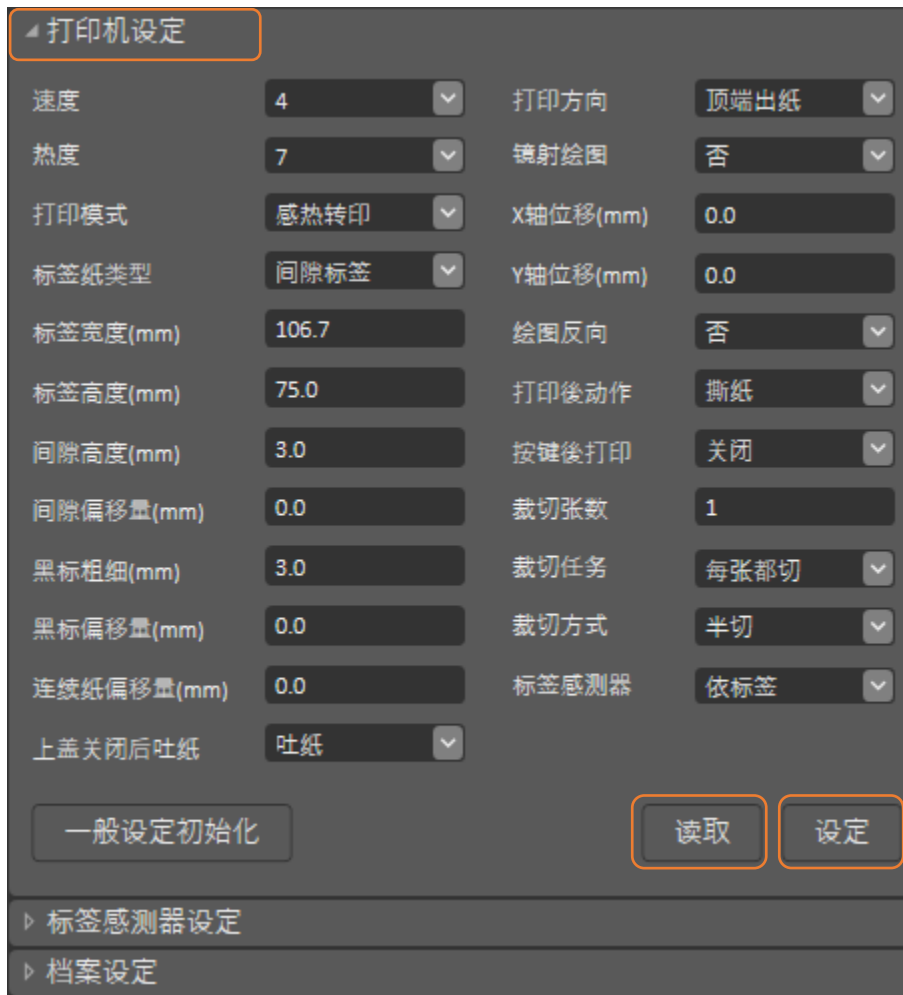 打印机设定
速度 4 打印方向 顶端出纸
热度 7 镜射绘图 否
打印模式 感热转印 X轴位移(mm) 0.0
标签纸类型 间隙标签 Y轴位移(mm) 0.0
标签宽度(mm) 106.7 绘图反向 否
标签高度(mm) 75.0 打印後动作 撕纸
间隙高度(mm) 3.0 按键後打印 关闭
间隙偏移量(mm) 0.0 裁切张数 1
黑标粗细(mm) 3.0 裁切任务 每张都切
黑标偏移量(mm) 0.0 裁切方式 半切
连续纸偏移量(mm) 0.0 标签感测器 依标签
上盖关闭后吐纸 吐纸
一般设定初始化 读取 设定
标签感测器设定
档案设定